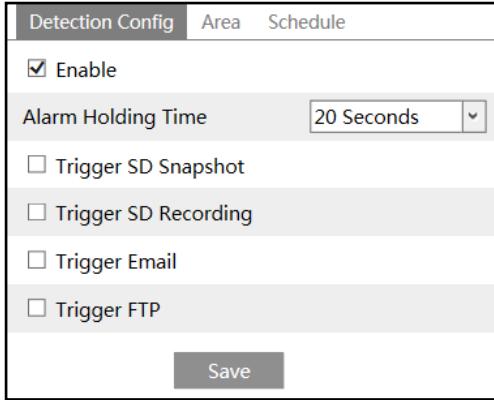 Detection Config Area Schedule
Enable
Alarm Holding Time 20 Seconds
Trigger SD Snapshot
Trigger SD Recording
Trigger Email
Trigger FTP
Save